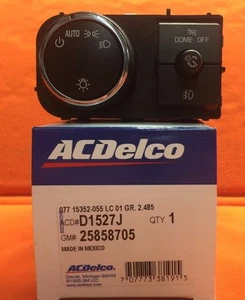 AUTO
DOME OFF
ACDelco
077 15352-055 LC 01 GR. 2.485
ACD# D1527J QTY. 1
GM# 25858705
MADE IN MEXICO
ACDelco